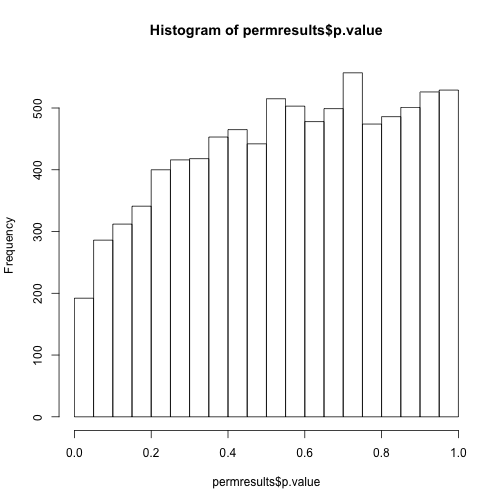 Histogram of permresults$p.value
Frequency
0 100 200 300 400 500
0.0 0.2 0.4 0.6 0.8 1.0
permresults$p.value